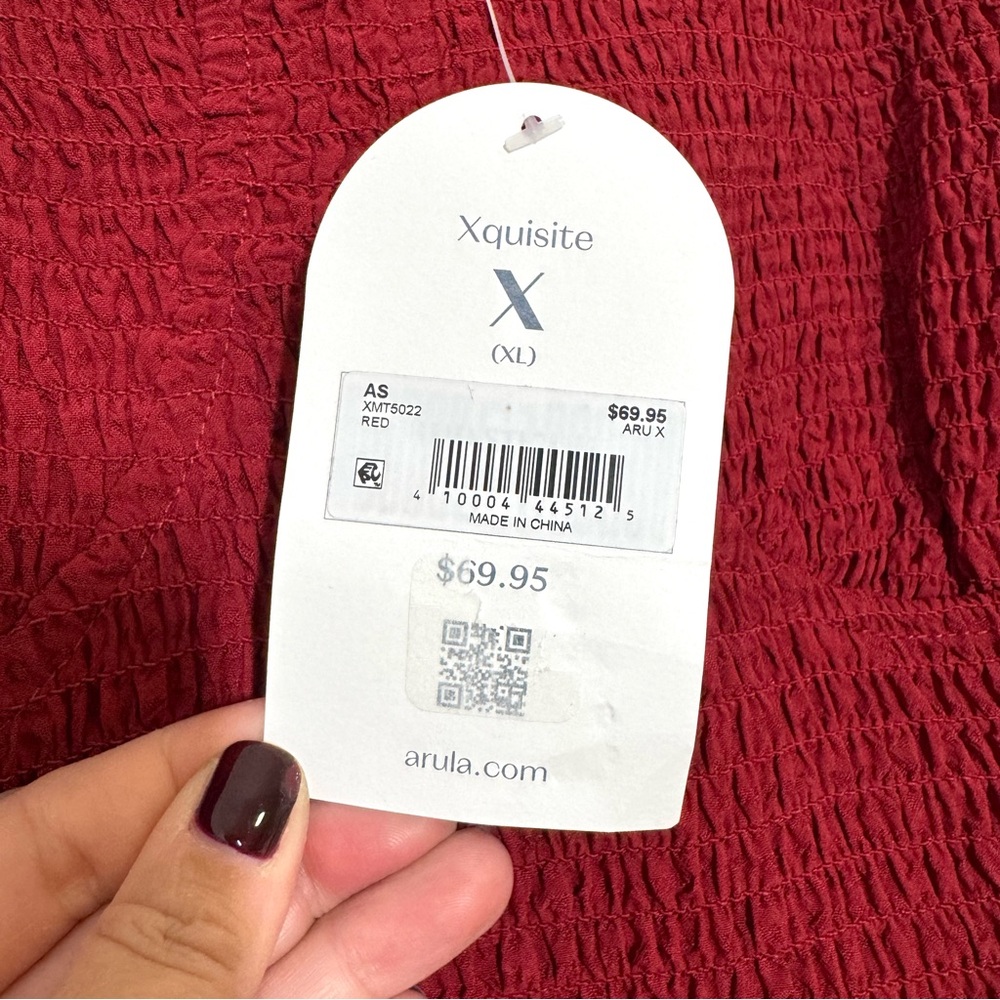 Xquisite
X
(XL)
AS
XMT5022
RED
$69.95
ARU X
4 10004 44512 5
MADE IN CHINA
$69.95
arula.com